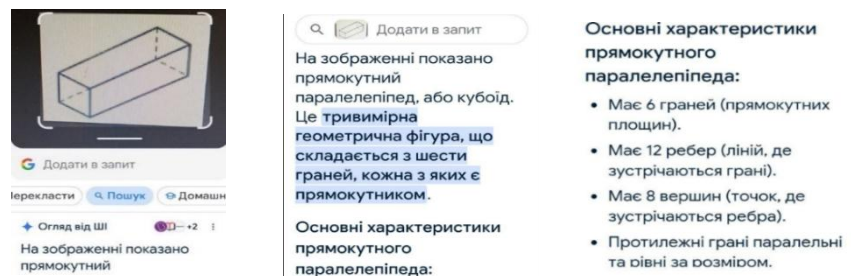 Додати в запит
Перекласти
Пошук
Домашн
Огляд від ШІ
+2
На зображенні показано
прямокутний
Додати в запит
На зображенні показано
прямокутний
паралелепіпед, або кубоїд.
Це тривимірна
геометрична фігура, що
складається з шести
граней, кожна з яких є
прямокутником.
Основні характеристики
прямокутного
паралелепіпеда:
Основні характеристики
прямокутного
паралелепіпеда:
• Має 6 граней (прямокутних
площин).
• Має 12 ребер (ліній, де
зустрічаються грані).
• Має 8 вершин (точок, де
зустрічаються ребра).
• Протилежні грані паралельні
та рівні за розміром.